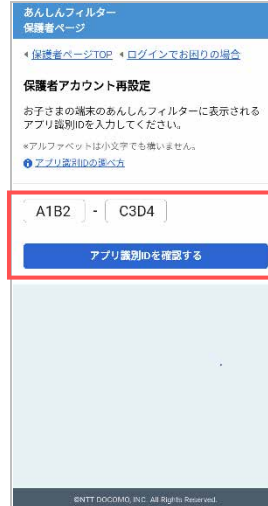 あんしんフィルター
保護者ページ
保護者ページTOP ログインでお困りの場合
保護者アカウント再設定
お子さまの端末のあんしんフィルターに表示される
アプリ識別IDを入力してください。
*アルファベットは小文字でも構いません。
アプリ識別IDの調べ方
A1B2 - C3D4
アプリ識別IDを確認する
©NTT DOCOMO, INC. All Rights Reserved.